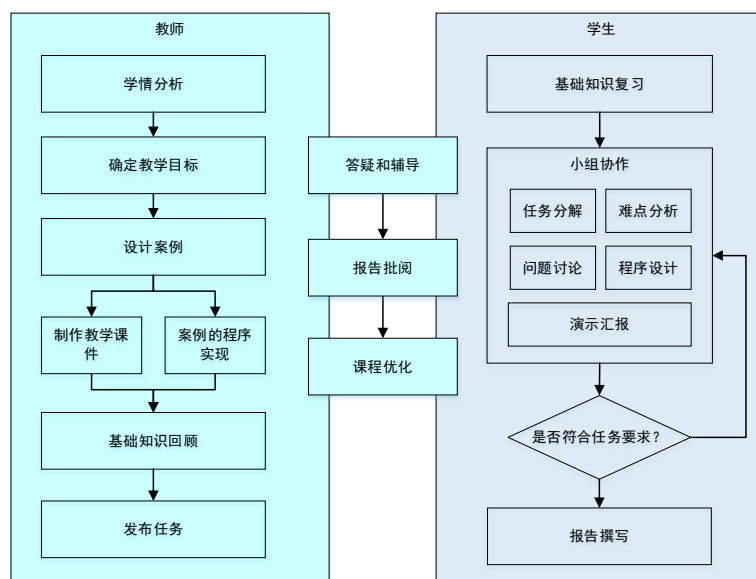 教师
学情分析
确定教学目标
设计案例
制作教学课
件
案例的程序
实现
基础知识回顾
发布任务
答疑和辅导
报告批阅
课程优化
学生
基础知识复习
小组协作
任务分解
难点分析
问题讨论
程序设计
演示汇报
是否符合任务要求？
报告撰写